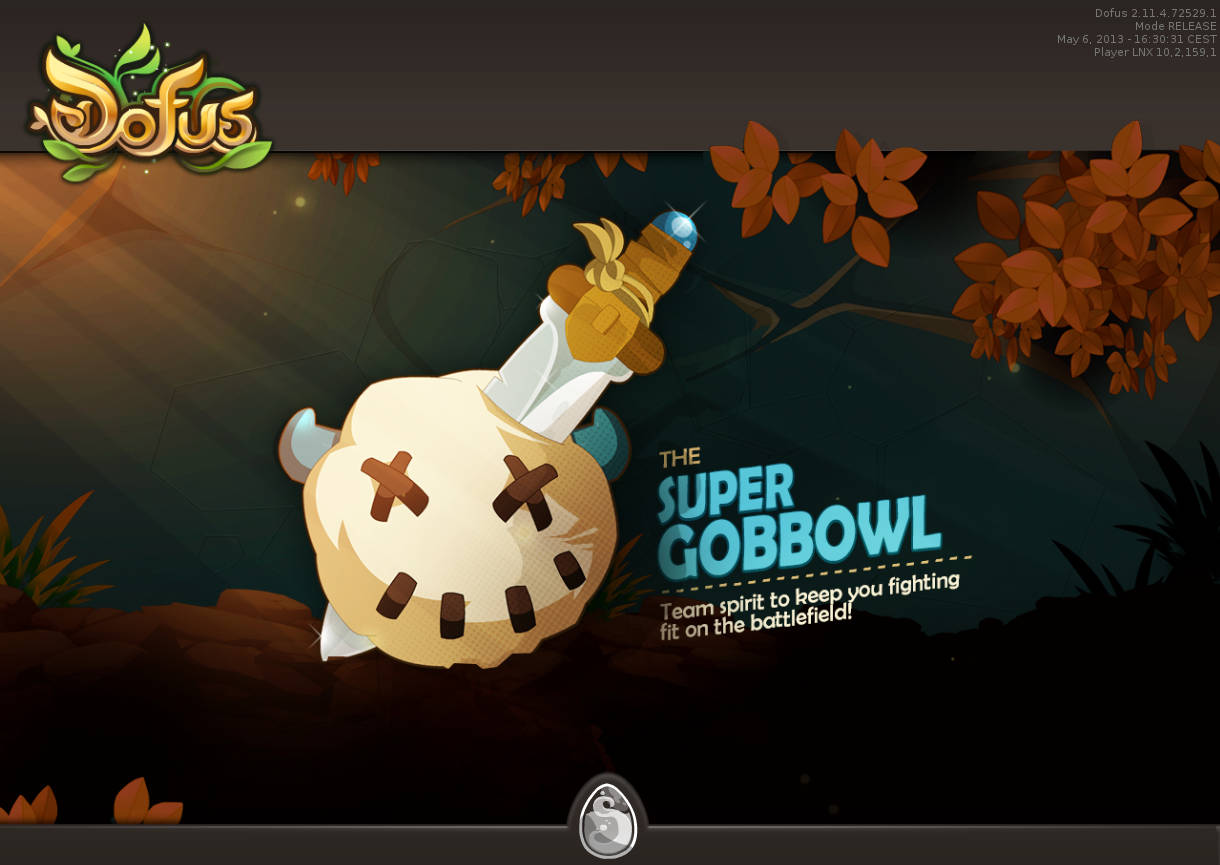 Dofus 2.11.4.72529.1
Mode RELEASE
May 6, 2013 - 16:30:31 CEST
Player LNX 10,2,159,1
Dofus
THE
SUPER
GOBBOWL
Team spirit to keep you fighting
fit on the battlefield!